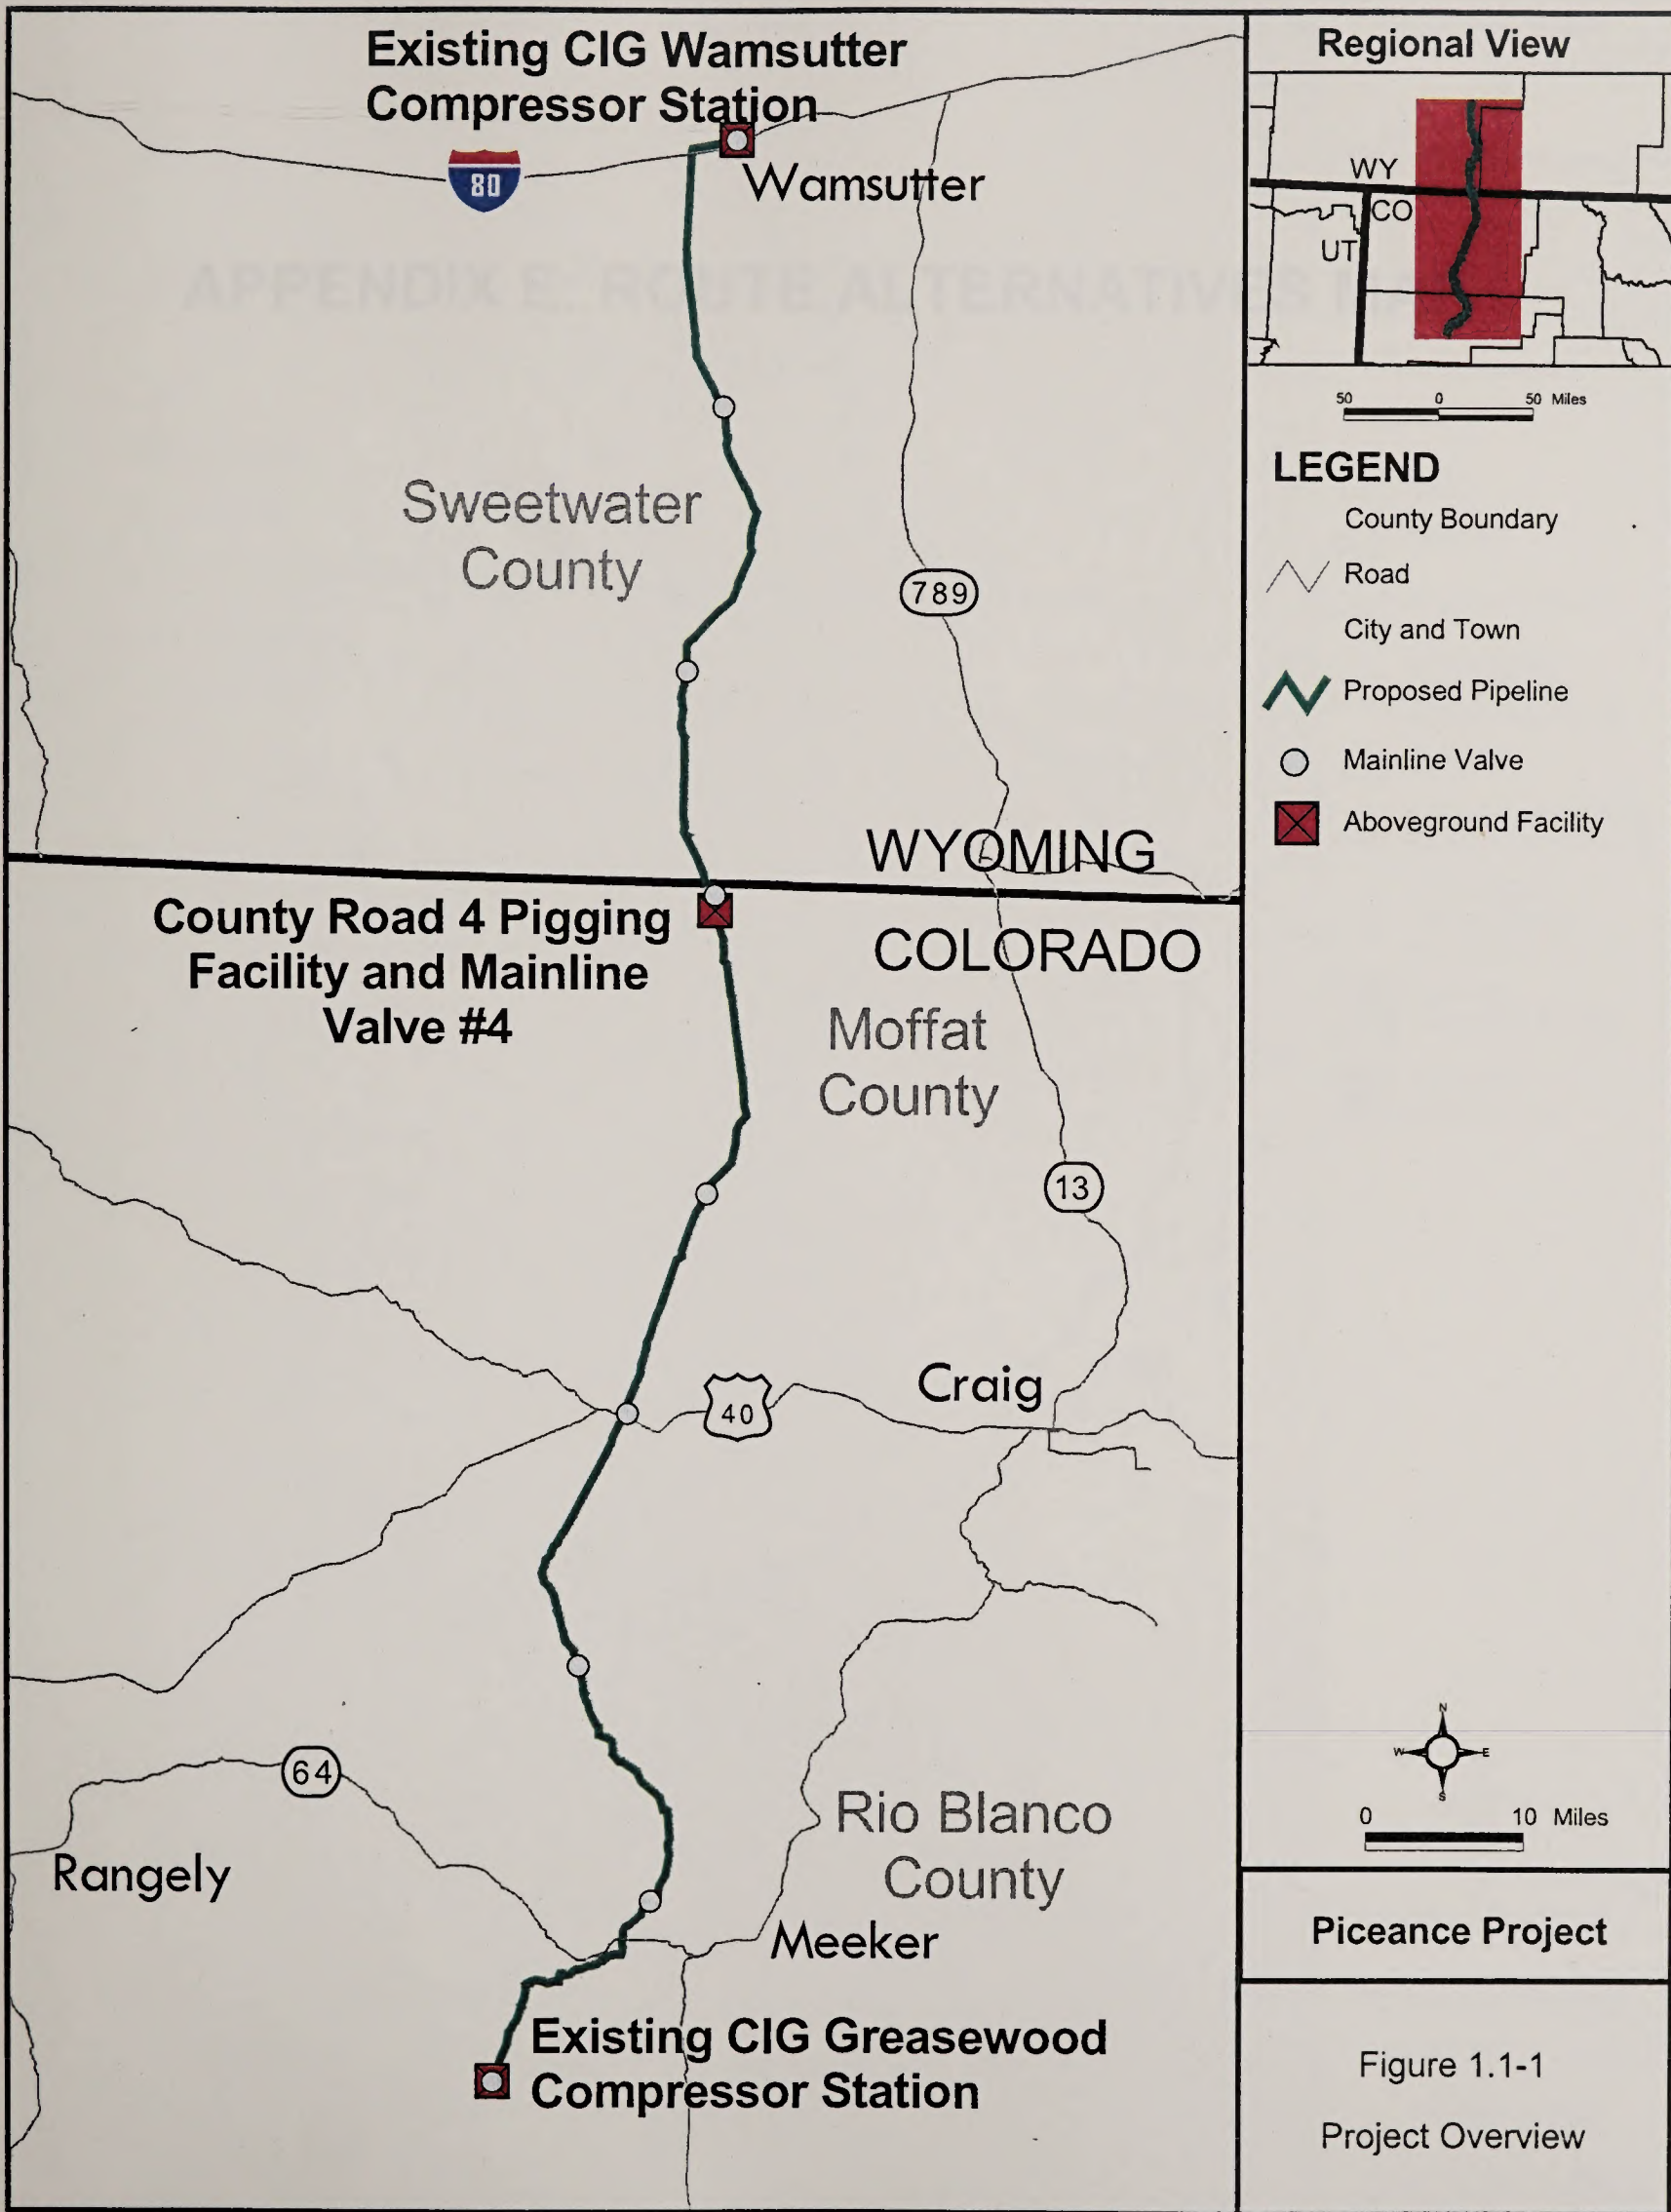 Existing CIG Wamsutter
Compressor Station
80
Wamsutter
Sweetwater
County
789
WYOMING
COLORADO
County Road 4 Pigging
Facility and Mainline
Valve #4
Moffat
County
13
Craig
40
64
Rangely
Rio Blanco
County
Meeker
Existing CIG Greasewood
Compressor Station
Regional View
WY
CO
UT
50 0 50 Miles
LEGEND
County Boundary
Road
City and Town
Proposed Pipeline
Mainline Valve
Aboveground Facility
N
W E
S
0 10 Miles
Piceance Project
Figure 1.1-1
Project Overview
APPENDIX E. ROUTE ALTERNATIVES